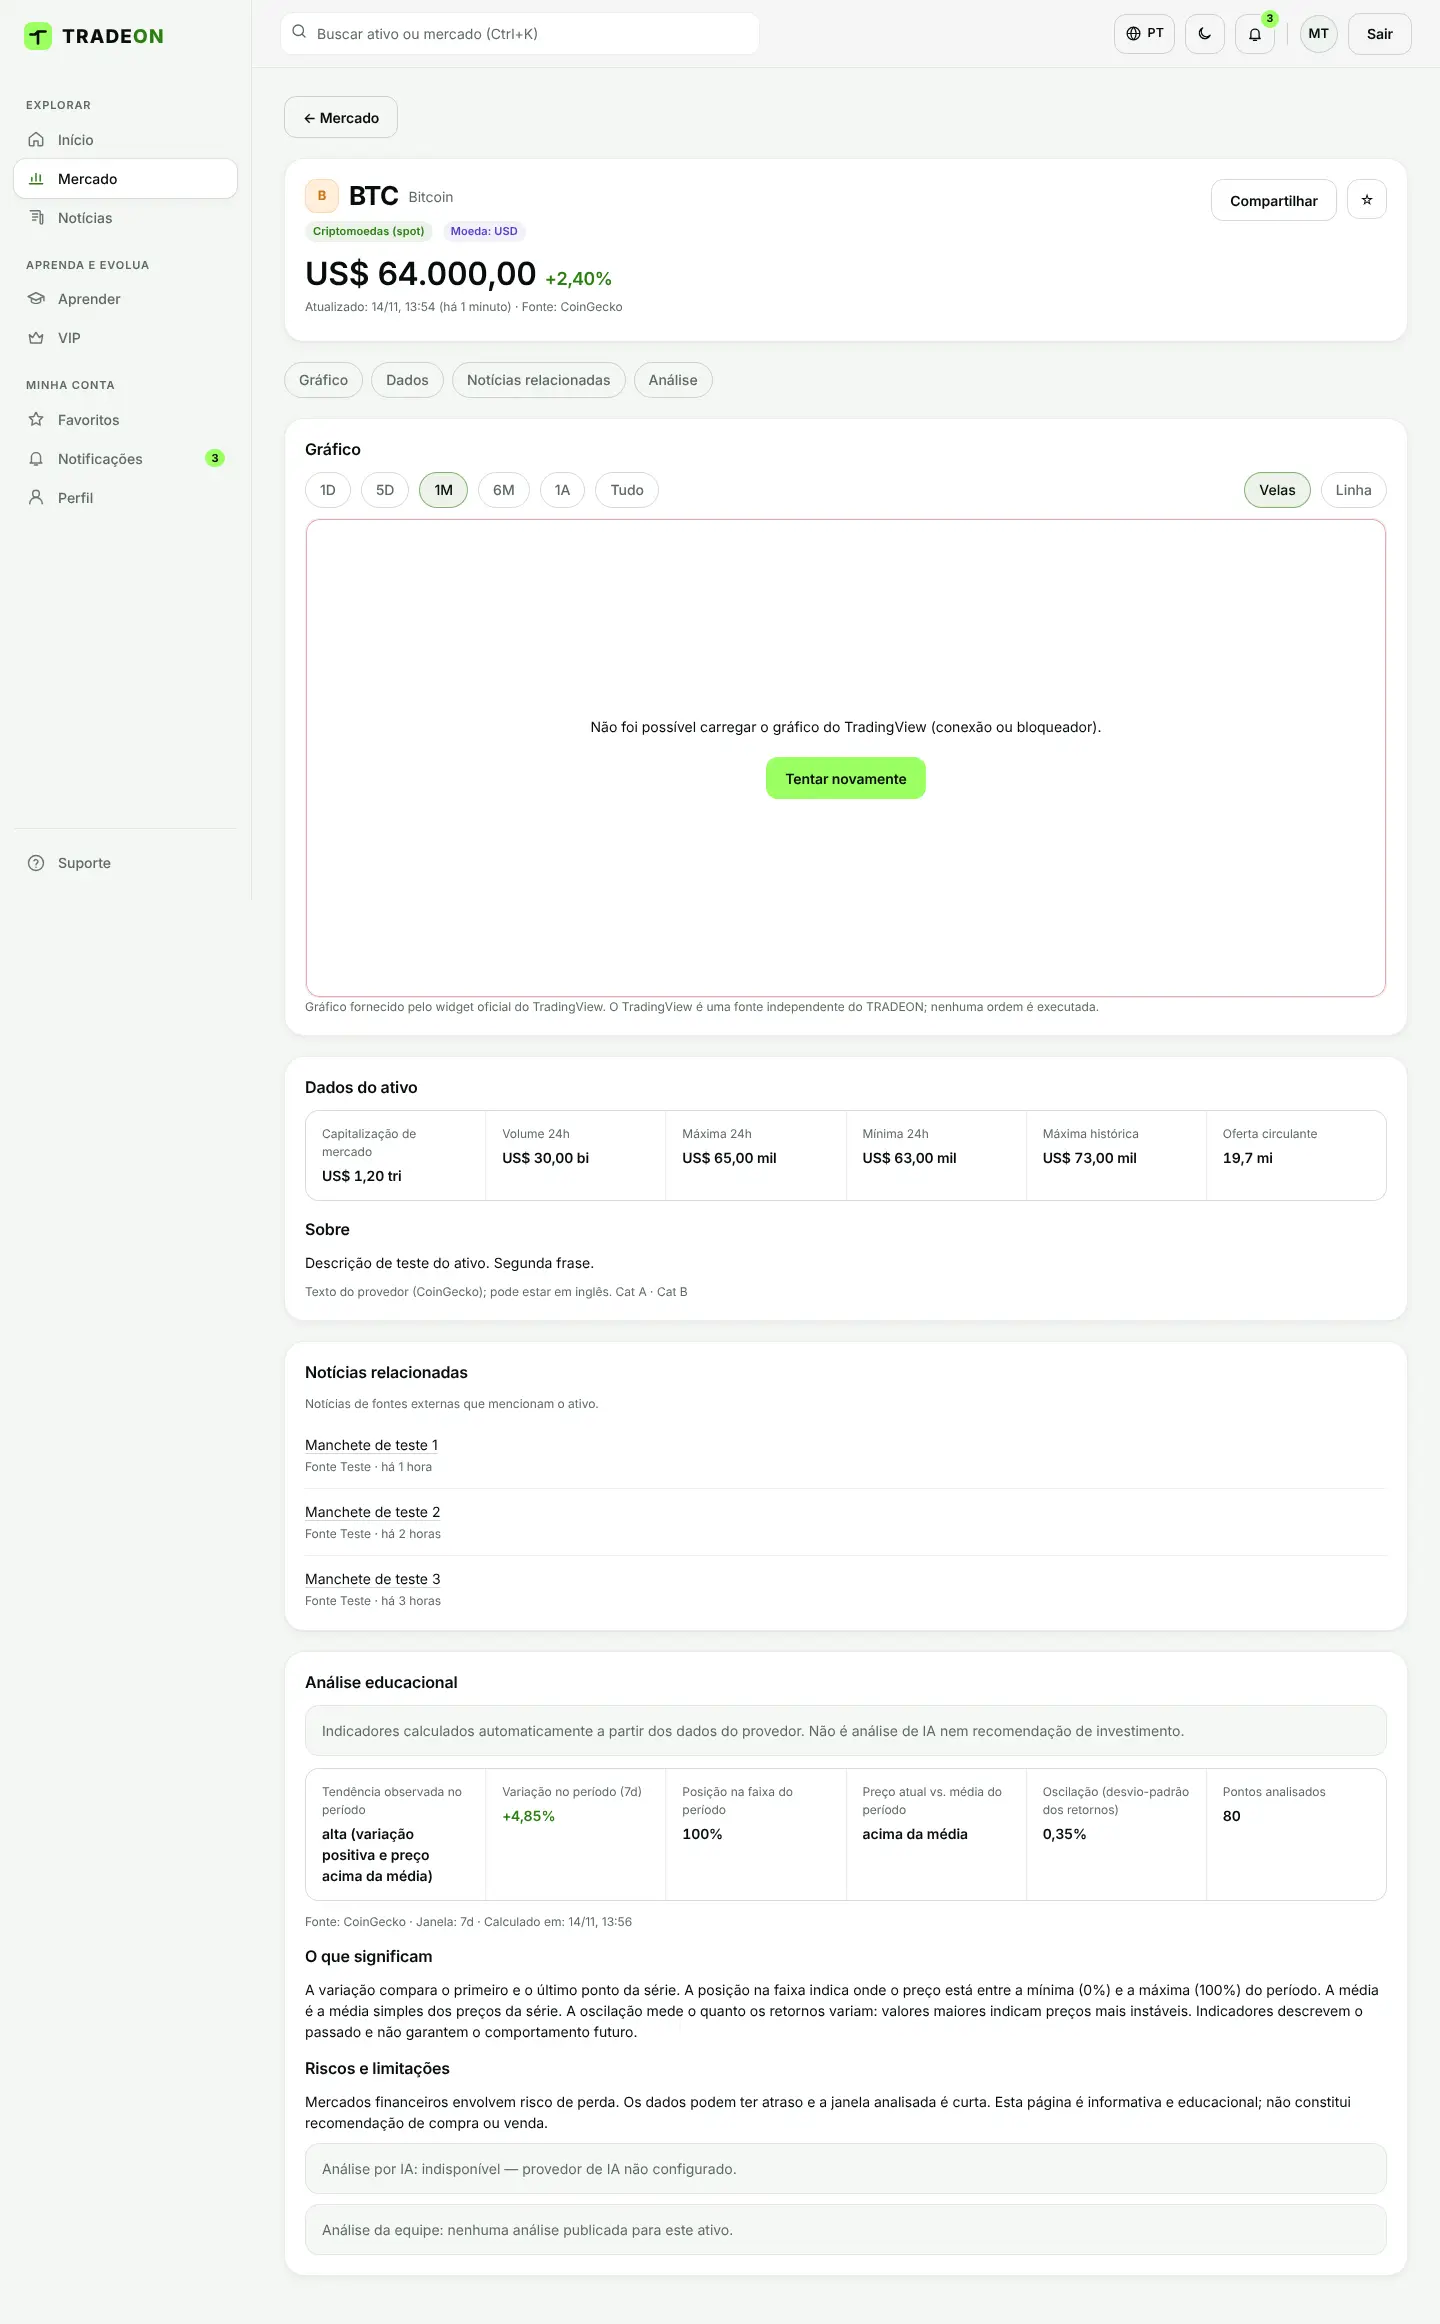 TRADEON
Buscar ativo ou mercado (Ctrl+K)
PT
3
MT
Sair
EXPLORAR
Início
Mercado
Notícias
APRENDA E EVOLUA
Aprender
VIP
MINHA CONTA
Favoritos
Notificações
3
Perfil
Suporte
← Mercado
B
BTC Bitcoin
Criptomoedas (spot)
Moeda: USD
US$ 64.000,00 +2,40%
Atualizado: 14/11, 13:54 (há 1 minuto) · Fonte: CoinGecko
Compartilhar
☆
Gráfico
Dados
Notícias relacionadas
Análise
Gráfico
1D
5D
1M
6M
1A
Tudo
Velas
Linha
Não foi possível carregar o gráfico do TradingView (conexão ou bloqueador).
Tentar novamente
Gráfico fornecido pelo widget oficial do TradingView. O TradingView é uma fonte independente do TRADEON; nenhuma ordem é executada.
Dados do ativo
Capitalização de
mercado
US$ 1,20 tri
Volume 24h
US$ 30,00 bi
Máxima 24h
US$ 65,00 mil
Mínima 24h
US$ 63,00 mil
Máxima histórica
US$ 73,00 mil
Oferta circulante
19,7 mi
Sobre
Descrição de teste do ativo. Segunda frase.
Texto do provedor (CoinGecko); pode estar em inglês. Cat A · Cat B
Notícias relacionadas
Notícias de fontes externas que mencionam o ativo.
Manchete de teste 1
Fonte Teste · há 1 hora
Manchete de teste 2
Fonte Teste · há 2 horas
Manchete de teste 3
Fonte Teste · há 3 horas
Análise educacional
Indicadores calculados automaticamente a partir dos dados do provedor. Não é análise de IA nem recomendação de investimento.
Tendência observada no
período
alta (variação
positiva e preço
acima da média)
Variação no período (7d)
+4,85%
Posição na faixa do
período
100%
Preço atual vs. média do
período
acima da média
Oscilação (desvio-padrão
dos retornos)
0,35%
Pontos analisados
80
Fonte: CoinGecko · Janela: 7d · Calculado em: 14/11, 13:56
O que significam
A variação compara o primeiro e o último ponto da série. A posição na faixa indica onde o preço está entre a mínima (0%) e a máxima (100%) do período. A média
é a média simples dos preços da série. A oscilação mede o quanto os retornos variam: valores maiores indicam preços mais instáveis. Indicadores descrevem o
passado e não garantem o comportamento futuro.
Riscos e limitações
Mercados financeiros envolvem risco de perda. Os dados podem ter atraso e a janela analisada é curta. Esta página é informativa e educacional; não constitui
recomendação de compra ou venda.
Análise por IA: indisponível — provedor de IA não configurado.
Análise da equipe: nenhuma análise publicada para este ativo.